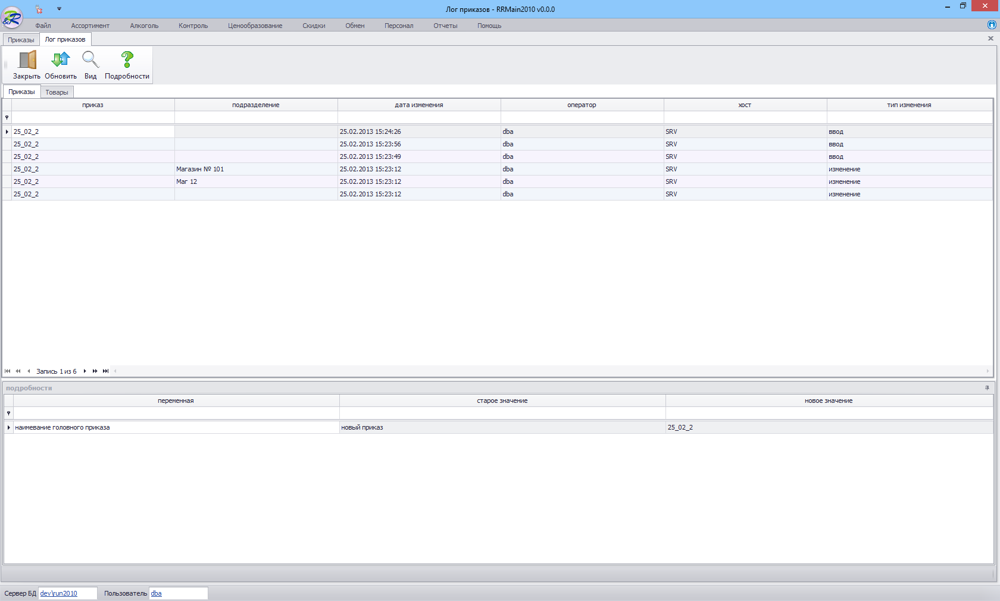 Лог приказов - RRMain2010 v0.0.0
&R
Файл Ассортимент Алкоголь Контроль Ценообразование Скидки Обмен Персонал Отчеты Помощь
Приказы Лог приказов
Закрыть Обновить Вид Подробности
Приказы Товары
приказ подразделение дата изменения оператор хост тип изменения
25_02_2 25.02.2013 15:24:26 dba SRV ввод
25_02_2 25.02.2013 15:23:56 dba SRV ввод
25_02_2 25.02.2013 15:23:49 dba SRV ввод
25_02_2 Магазин № 101 25.02.2013 15:23:12 dba SRV изменение
25_02_2 Маг 12 25.02.2013 15:23:12 dba SRV изменение
25_02_2 25.02.2013 15:23:12 dba SRV изменение
Запись 1 из 6
подробности
переменная старое значение новое значение
наимевание головного приказа новый приказ 25_02_2
Сервер БД dev\run2010 Пользователь dba